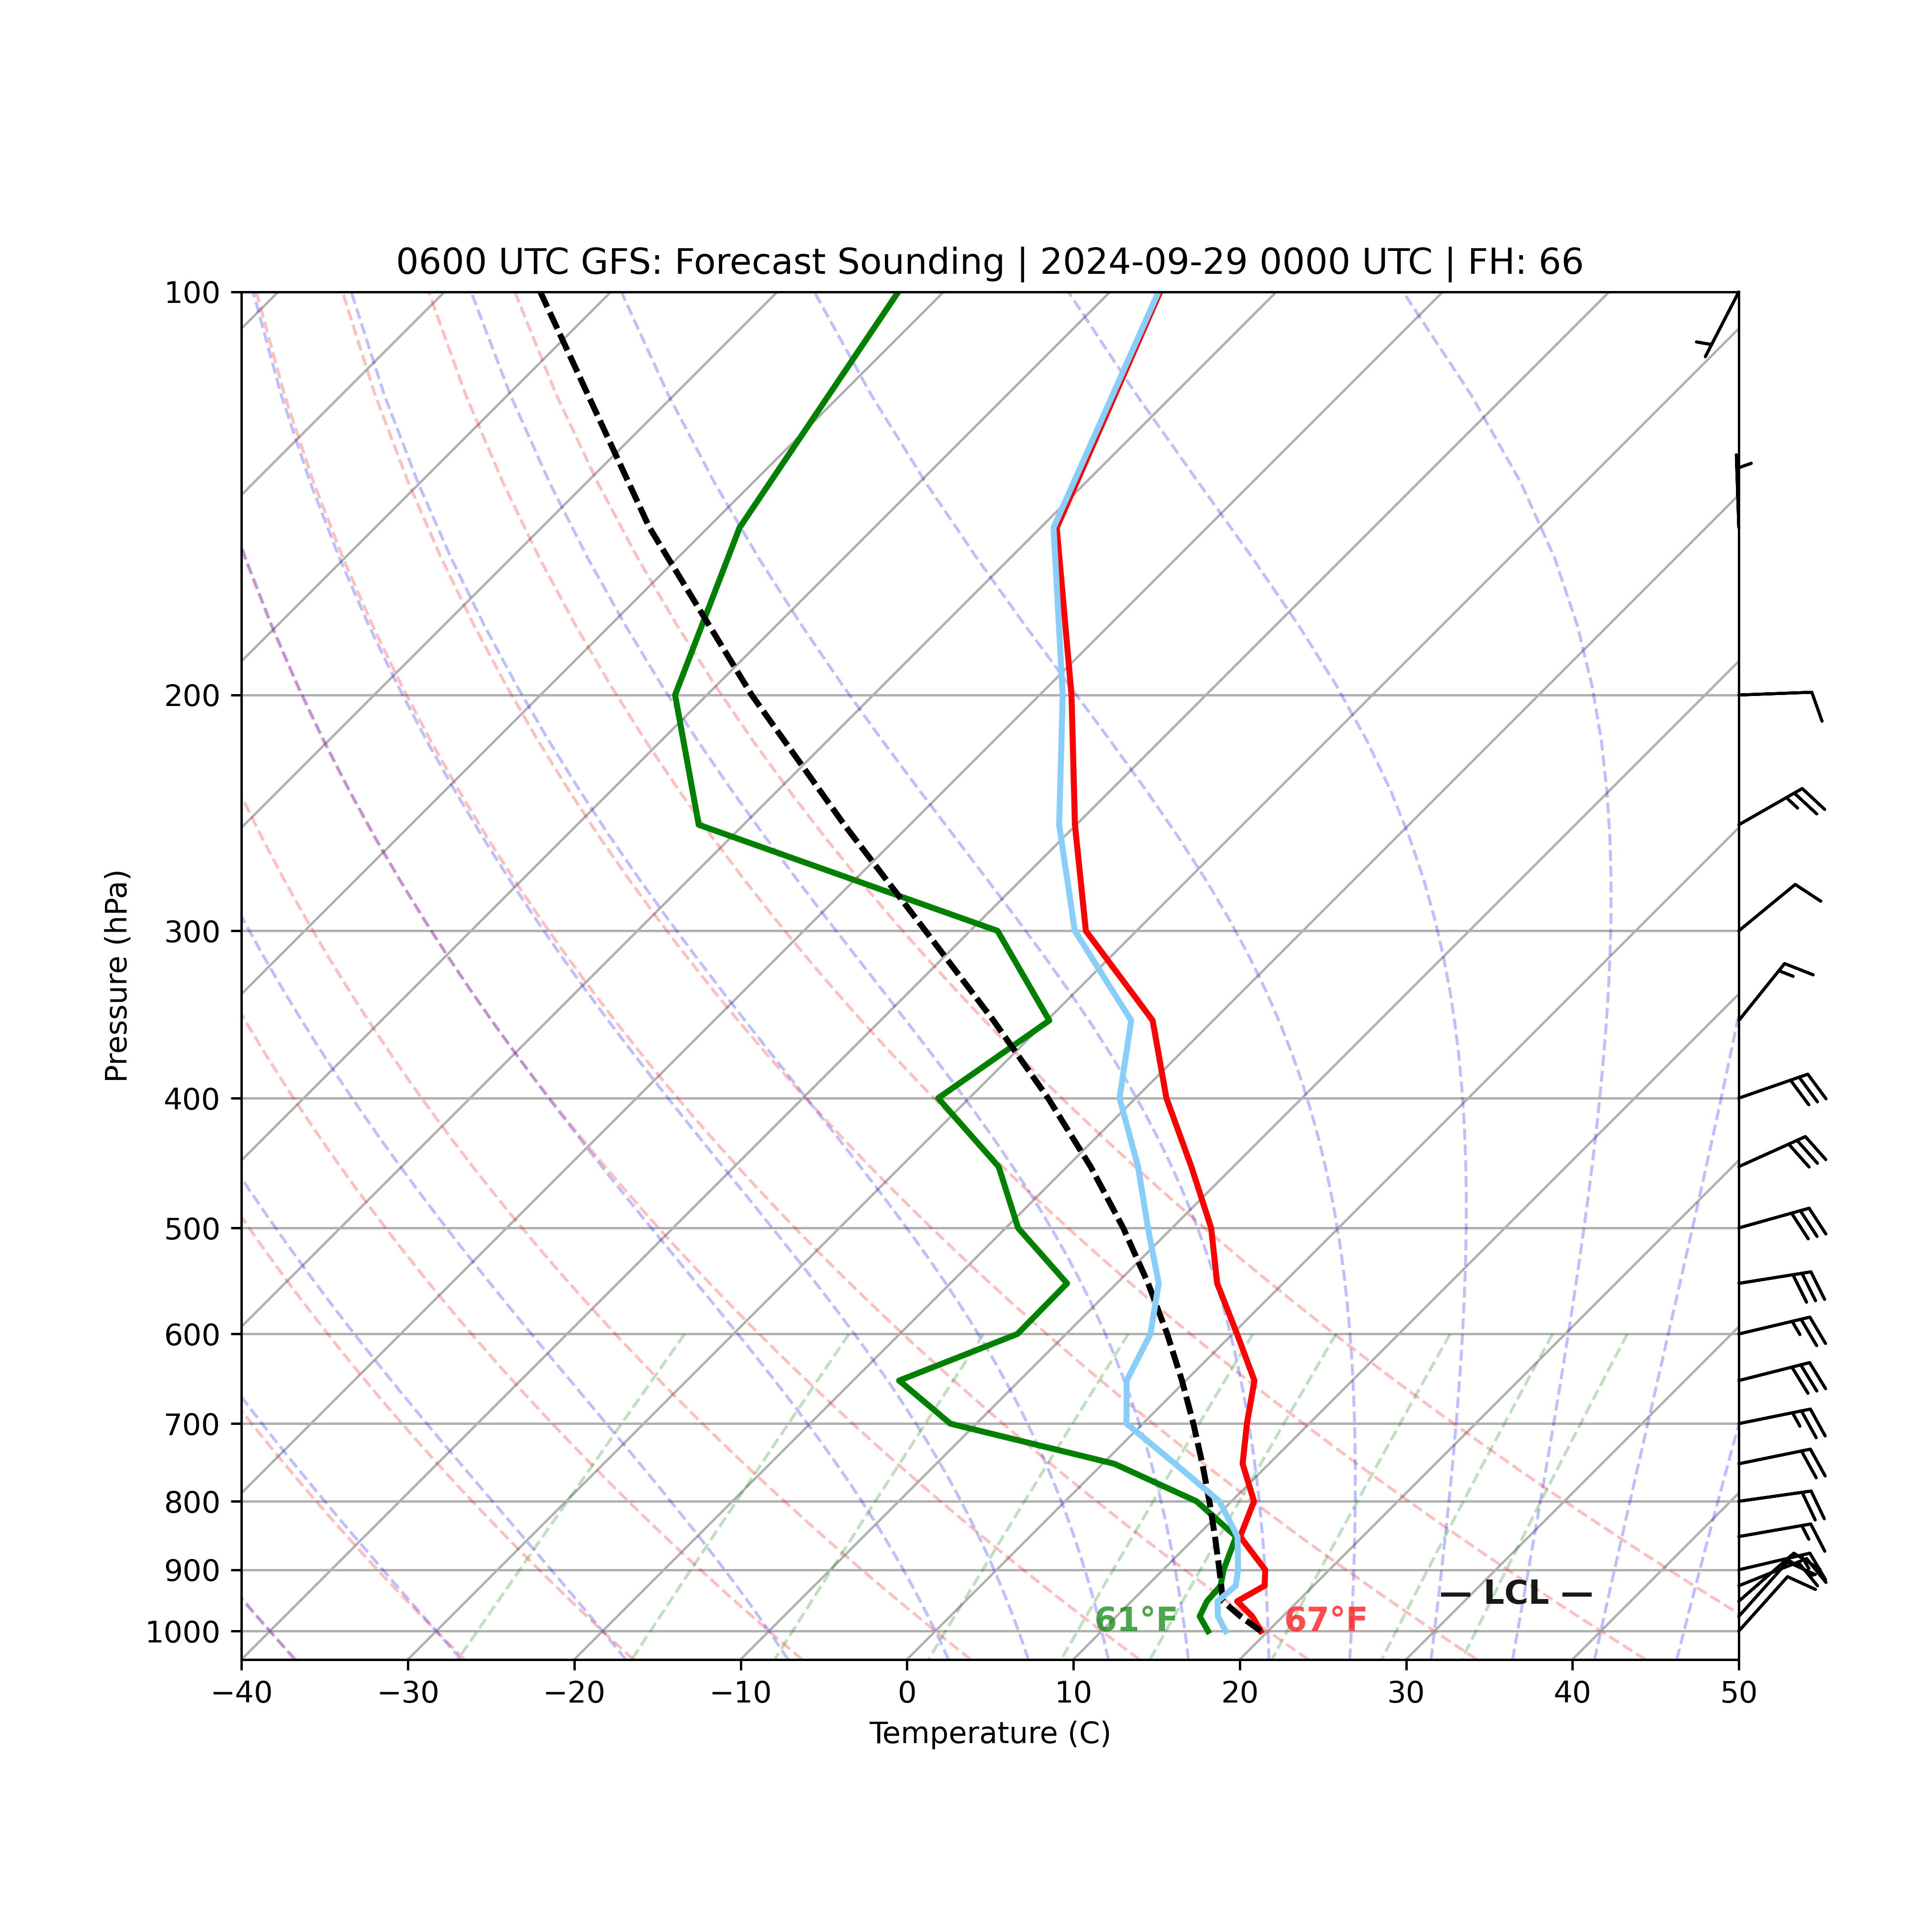 0600 UTC GFS: Forecast Sounding | 2024-09-29 0000 UTC | FH: 66
100
200
300
400
500
600
700
800
900
1000
Pressure (hPa)
— LCL —
61°F
67°F
−40 −30 −20 −10 0 10 20 30 40 50
Temperature (C)